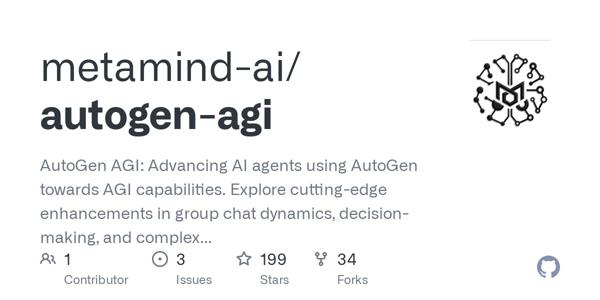 metamind-ai/
autogen-agi
AutoGen AGI: Advancing AI agents using AutoGen
towards AGI capabilities. Explore cutting-edge
enhancements in group chat dynamics, decision-
making, and complex...
1 3 199 34
Contributor Issues Stars Forks